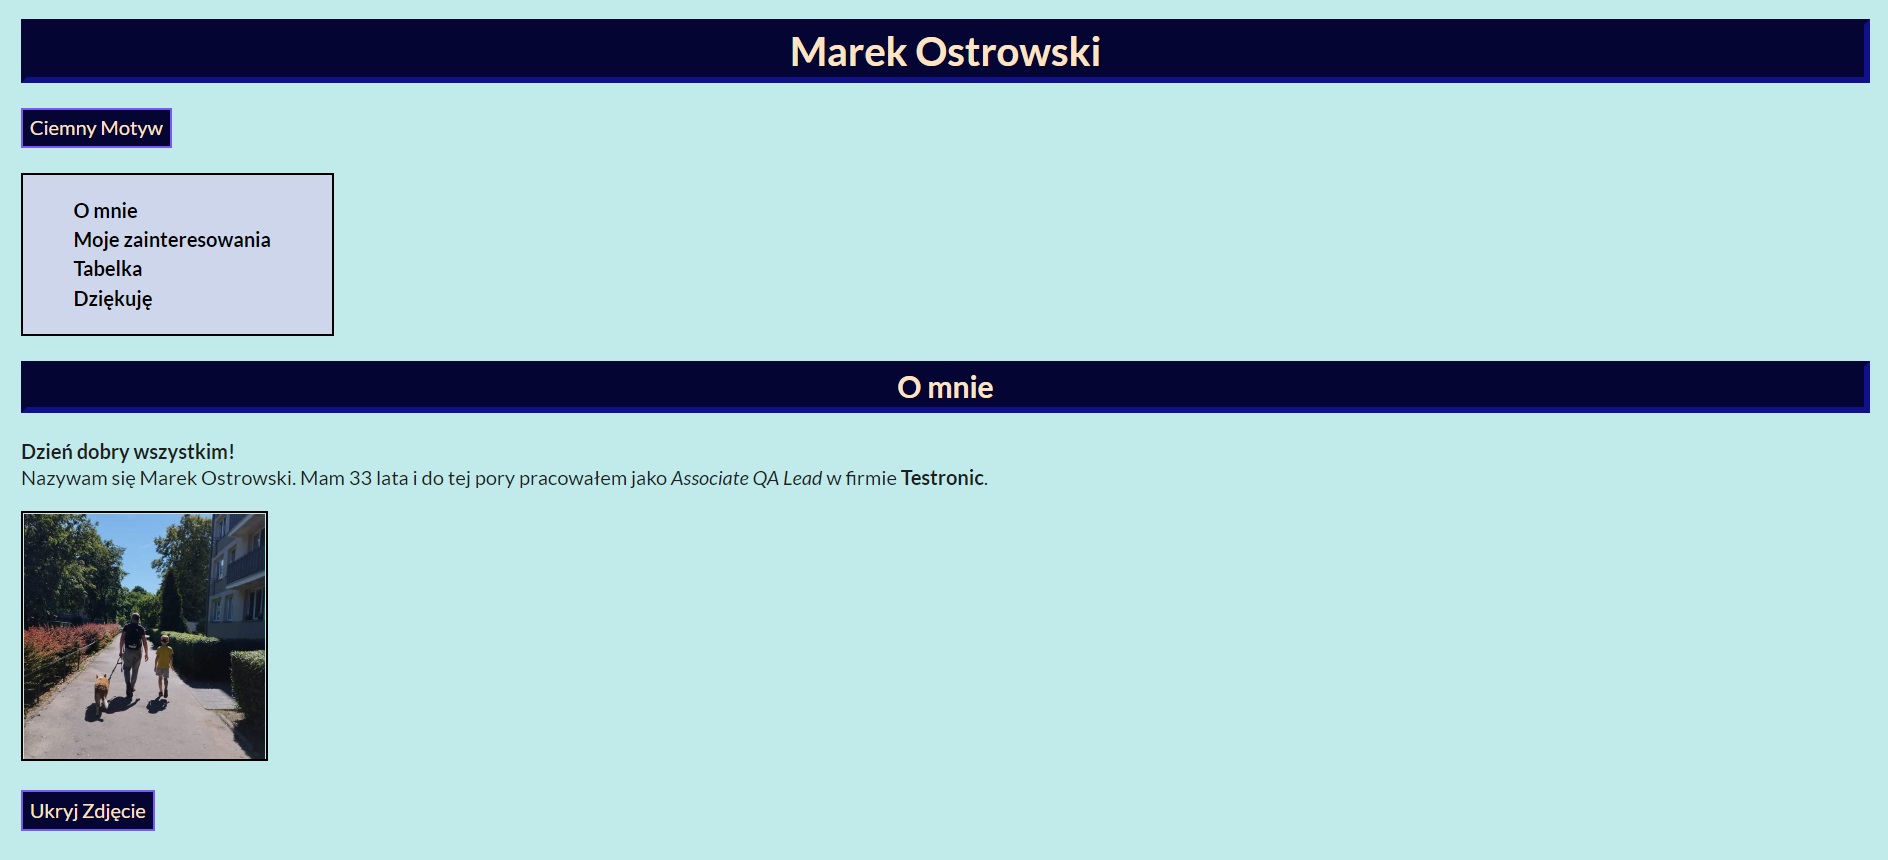 Marek Ostrowski
Ciemny Motyw
O mnie
Moje zainteresowania
Tabelka
Dziękuję
O mnie
Dzień dobry wszystkim!
Nazywam się Marek Ostrowski. Mam 33 lata i do tej pory pracowałem jako Associate QA Lead w firmie Testronic.
Ukryj Zdjęcie